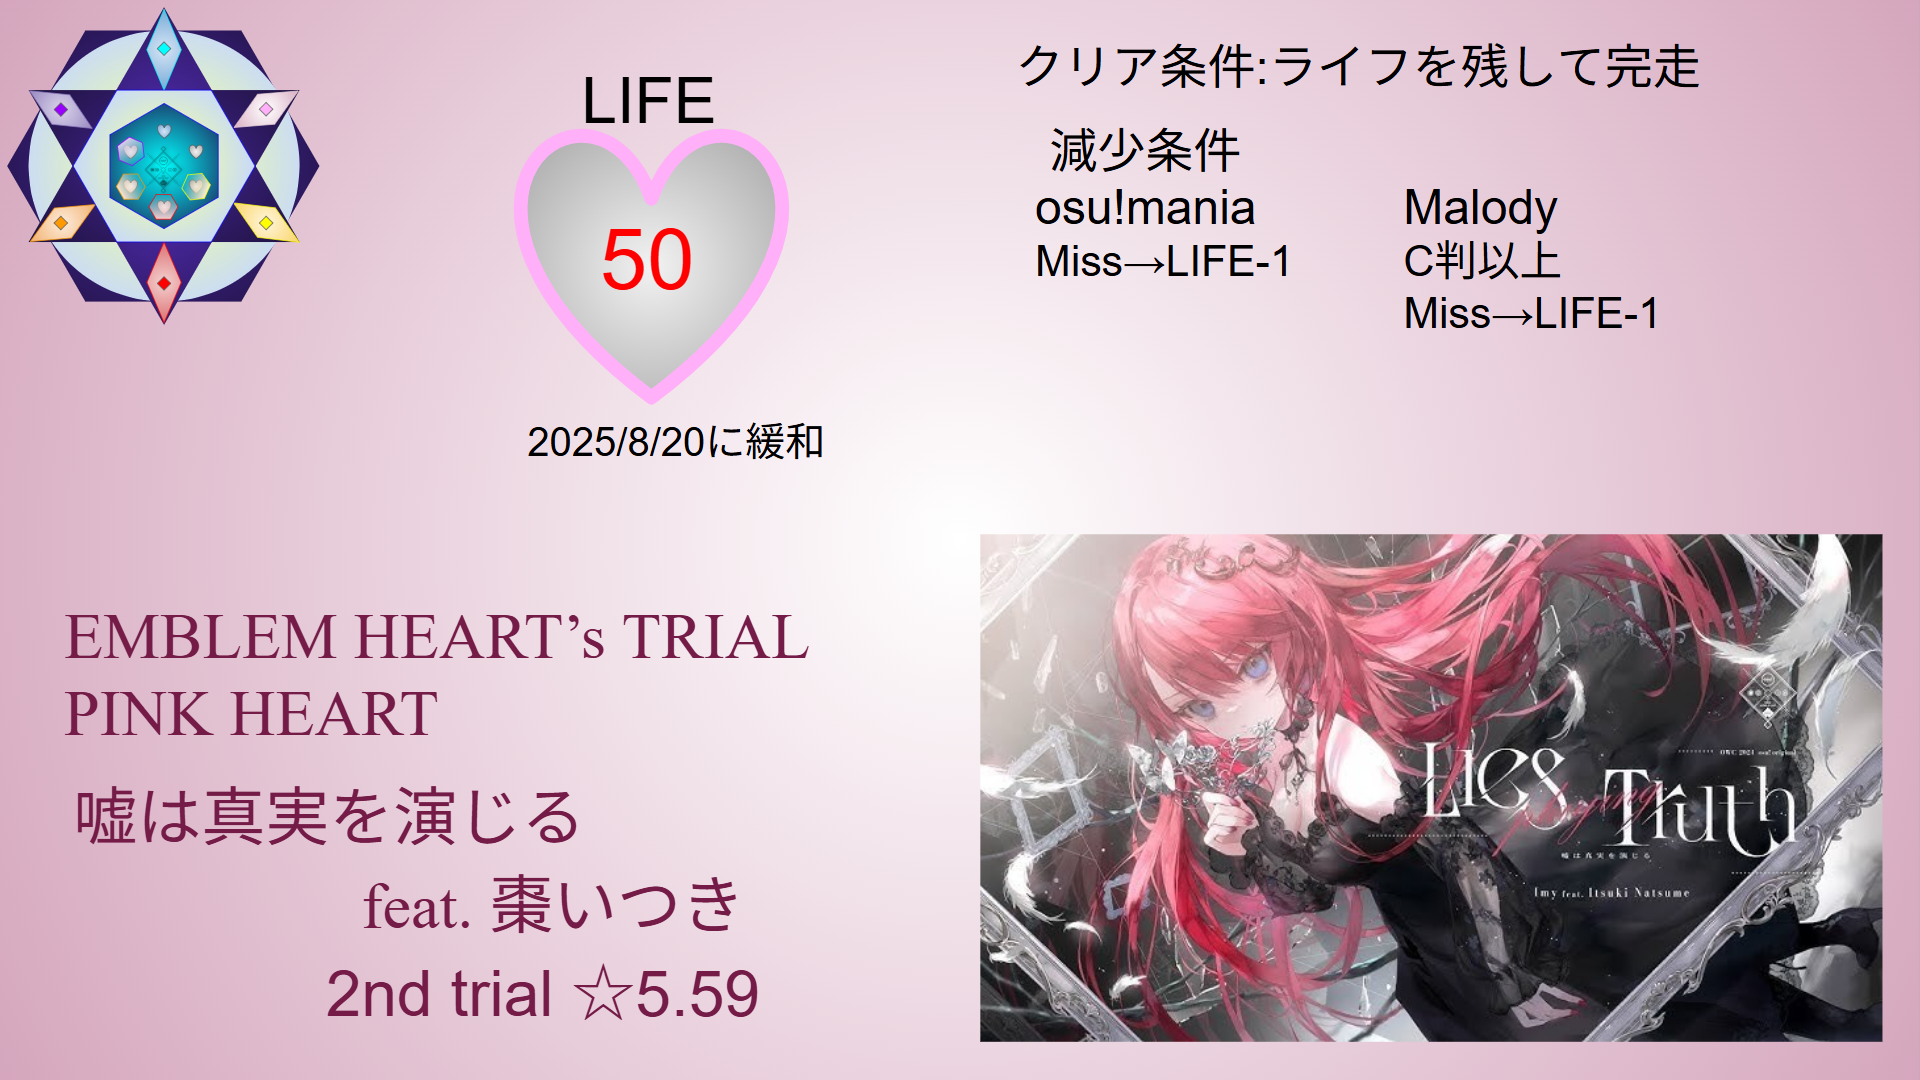 LIFE
50
2025/8/20に緩和
クリア条件:ライフを残して完走
減少条件
osu!mania
Miss→LIFE-1
Malody
C判以上
Miss→LIFE-1
EMBLEM HEART’s TRIAL
PINK HEART
嘘は真実を演じる
feat. 棗いつき
2nd trial ☆5.59
OWC 2024 osu! original
Lies
playing
Truth
嘘は真実を演じる
Imy feat. Itsuki Natsume